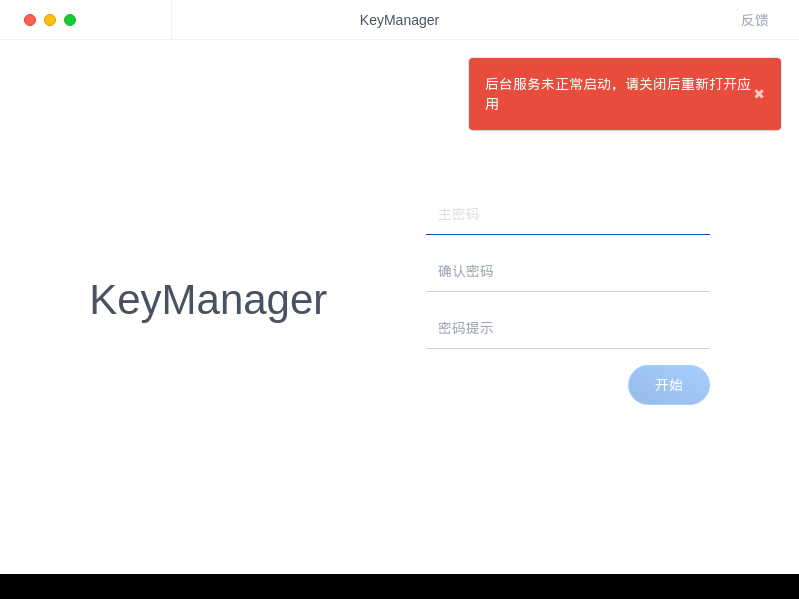 KeyManager
反馈
后台服务未正常启动，请关闭后重新打开应
用
主密码
确认密码
KeyManager
密码提示
开始